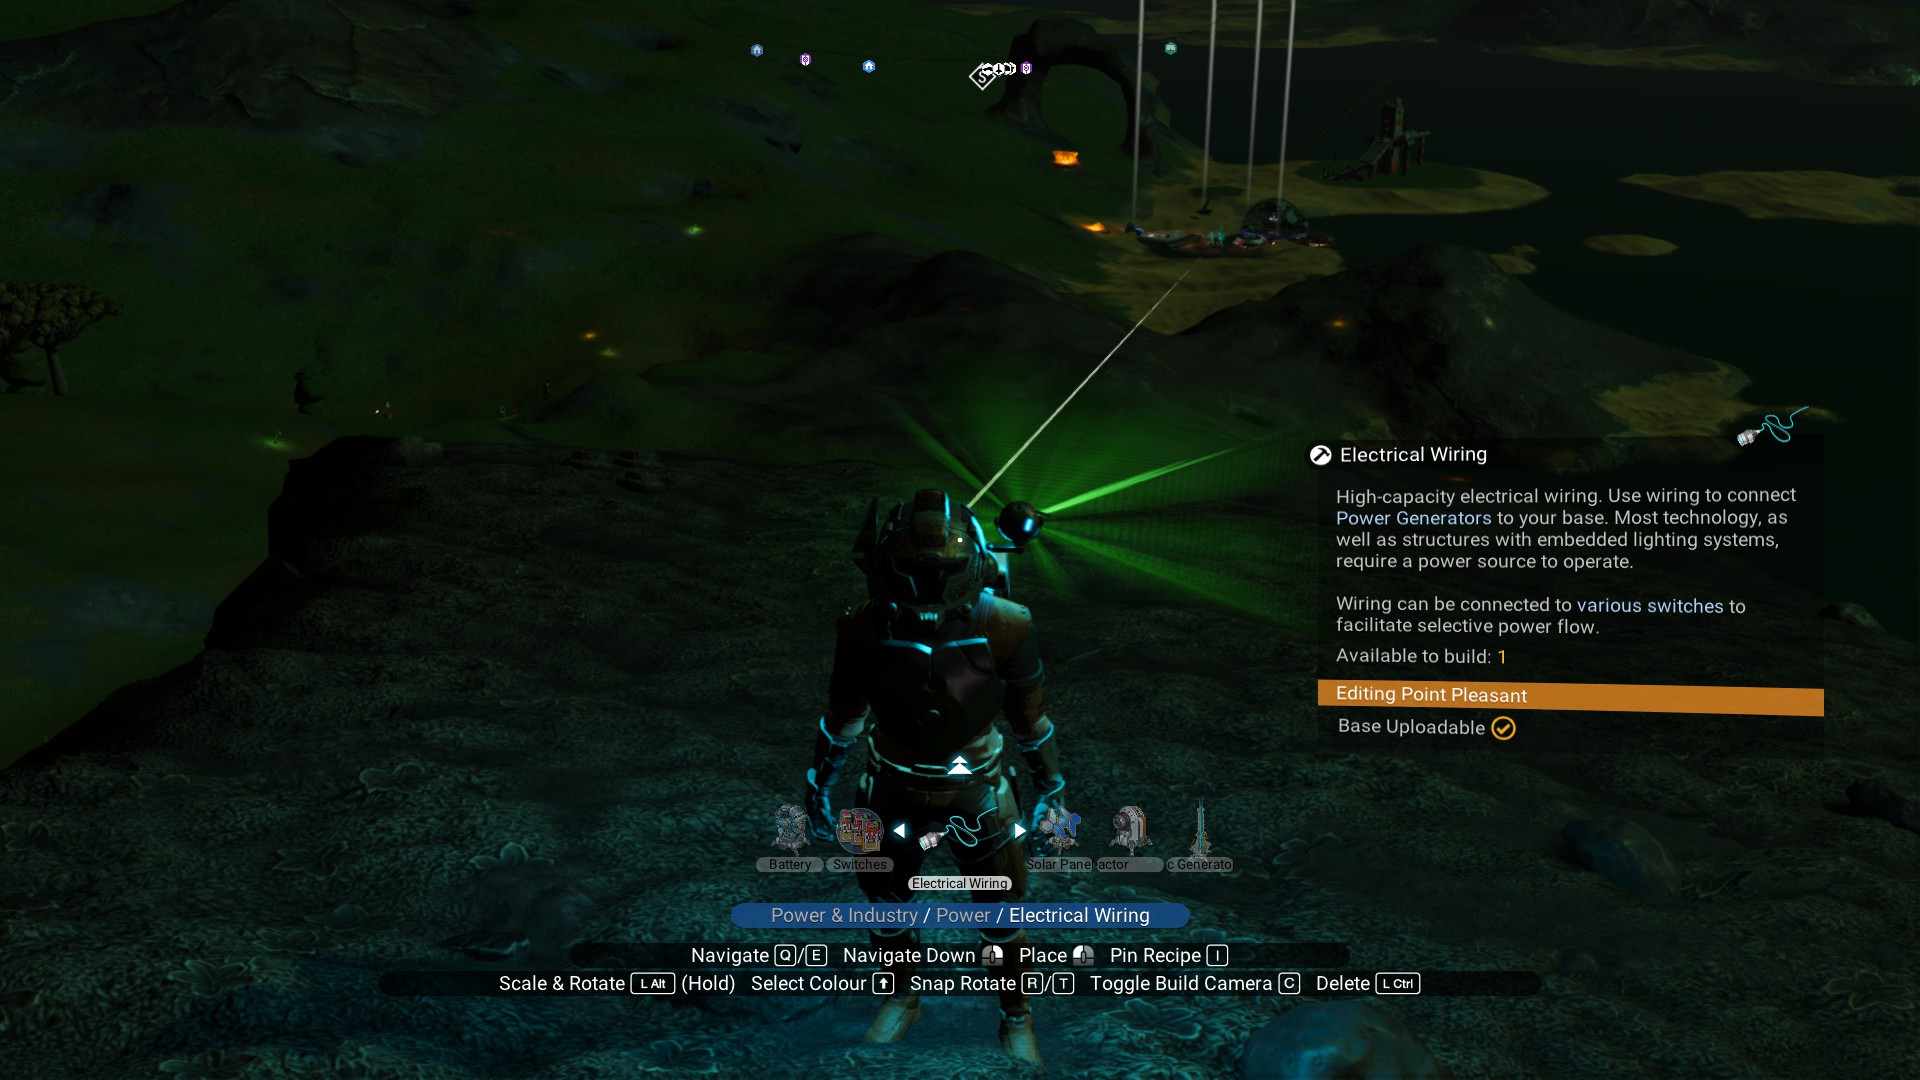 Electrical Wiring
High-capacity electrical wiring. Use wiring to connect
Power Generators to your base. Most technology, as
well as structures with embedded lighting systems,
require a power source to operate.
Wiring can be connected to various switches to
facilitate selective power flow.
Available to build: 1
Editing Point Pleasant
Base Uploadable
Battery
Switches
Electrical Wiring
Solar Panel
actor
c Generato
Power & Industry / Power / Electrical Wiring
Navigate Q/E Navigate Down Place Pin Recipe I
Scale & Rotate L Alt (Hold) Select Colour Snap Rotate R/T Toggle Build Camera C Delete L Ctrl